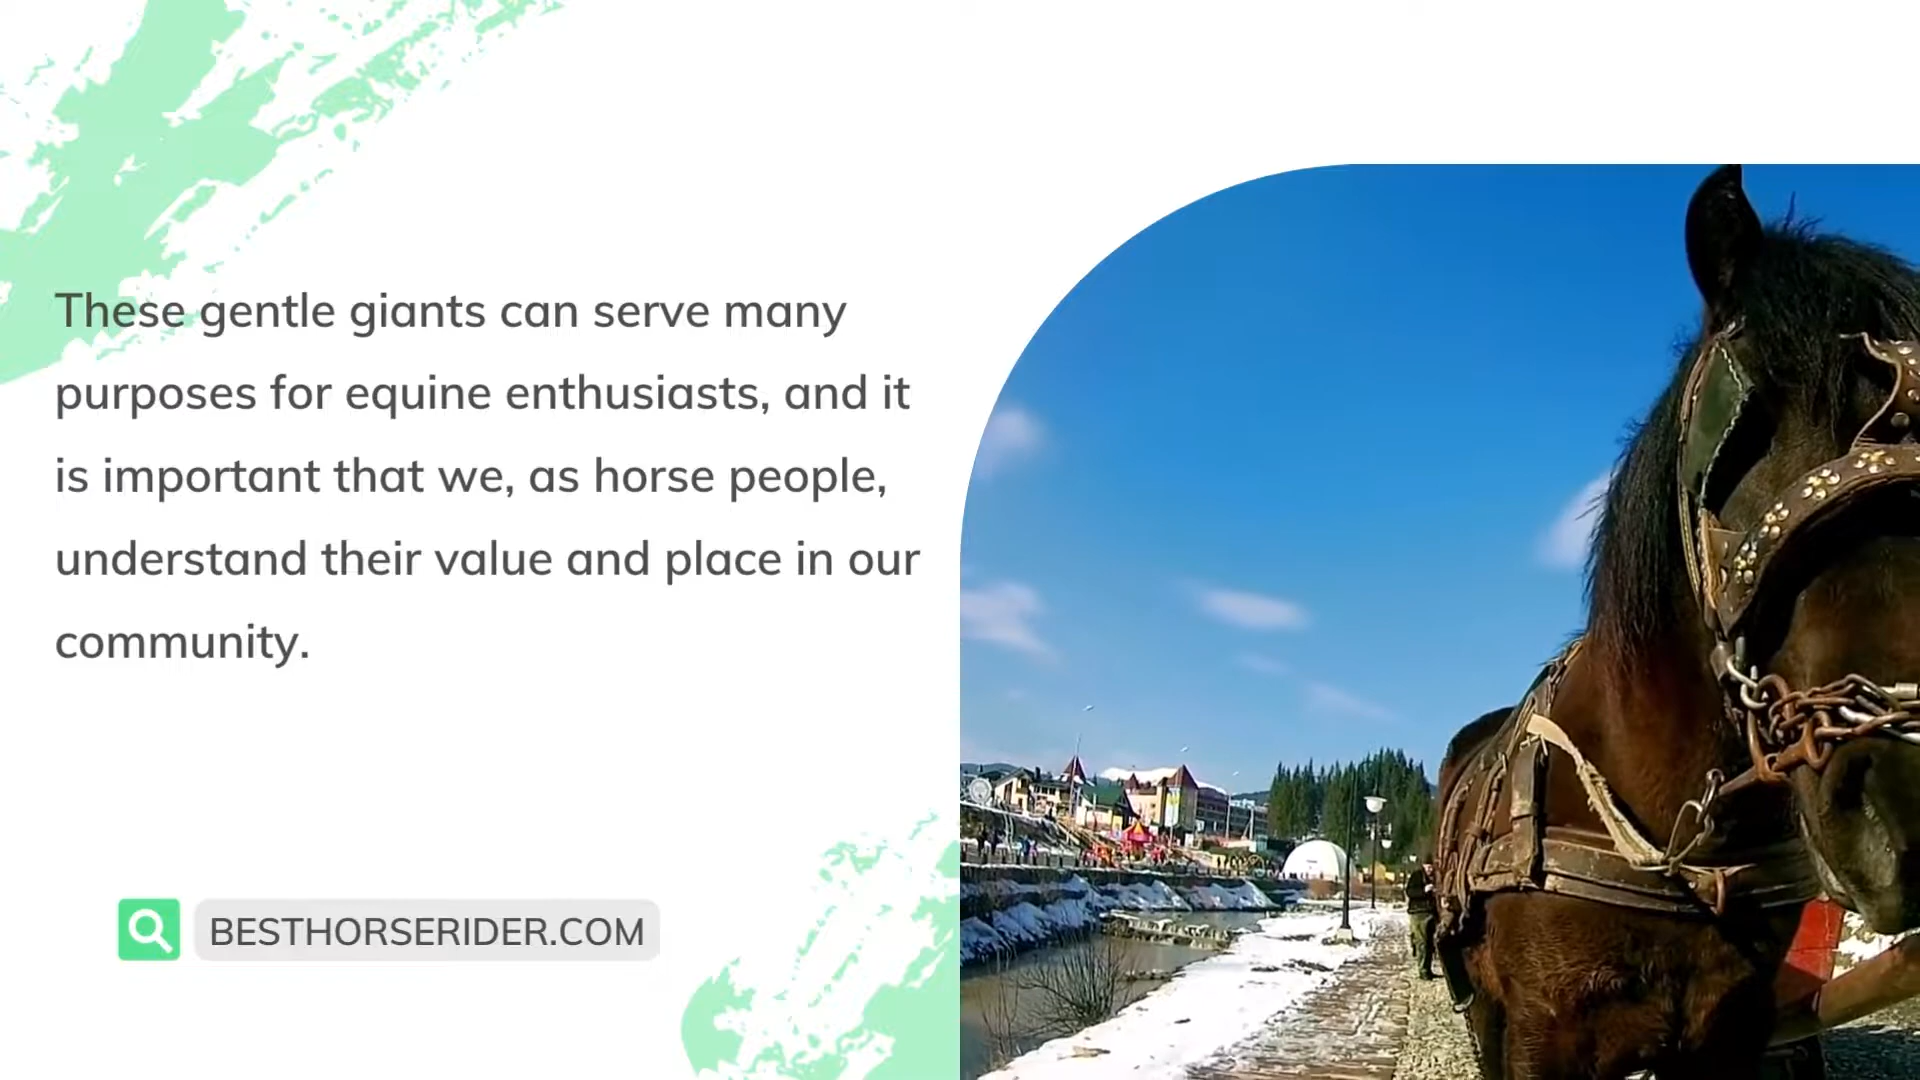 These gentle giants can serve many
purposes for equine enthusiasts, and it
is important that we, as horse people,
understand their value and place in our
community.
BESTHORSERIDER.COM